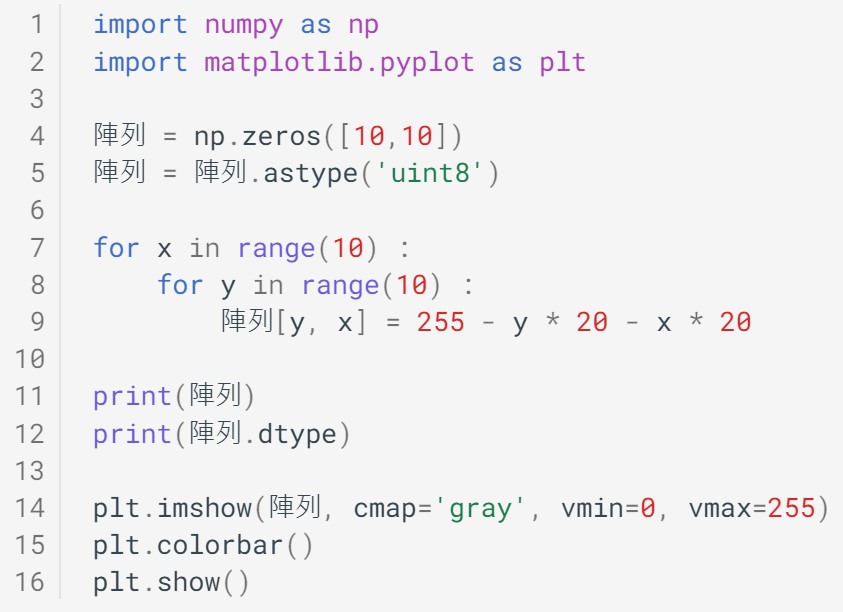 1 import numpy as np
2 import matplotlib.pyplot as plt
3
4 陣列 = np.zeros([10,10])
5 陣列 = 陣列.astype('uint8')
6
7 for x in range(10) :
8     for y in range(10) :
9         陣列[y, x] = 255 - y * 20 - x * 20
10
11 print(陣列)
12 print(陣列.dtype)
13
14 plt.imshow(陣列, cmap='gray', vmin=0, vmax=255)
15 plt.colorbar()
16 plt.show()